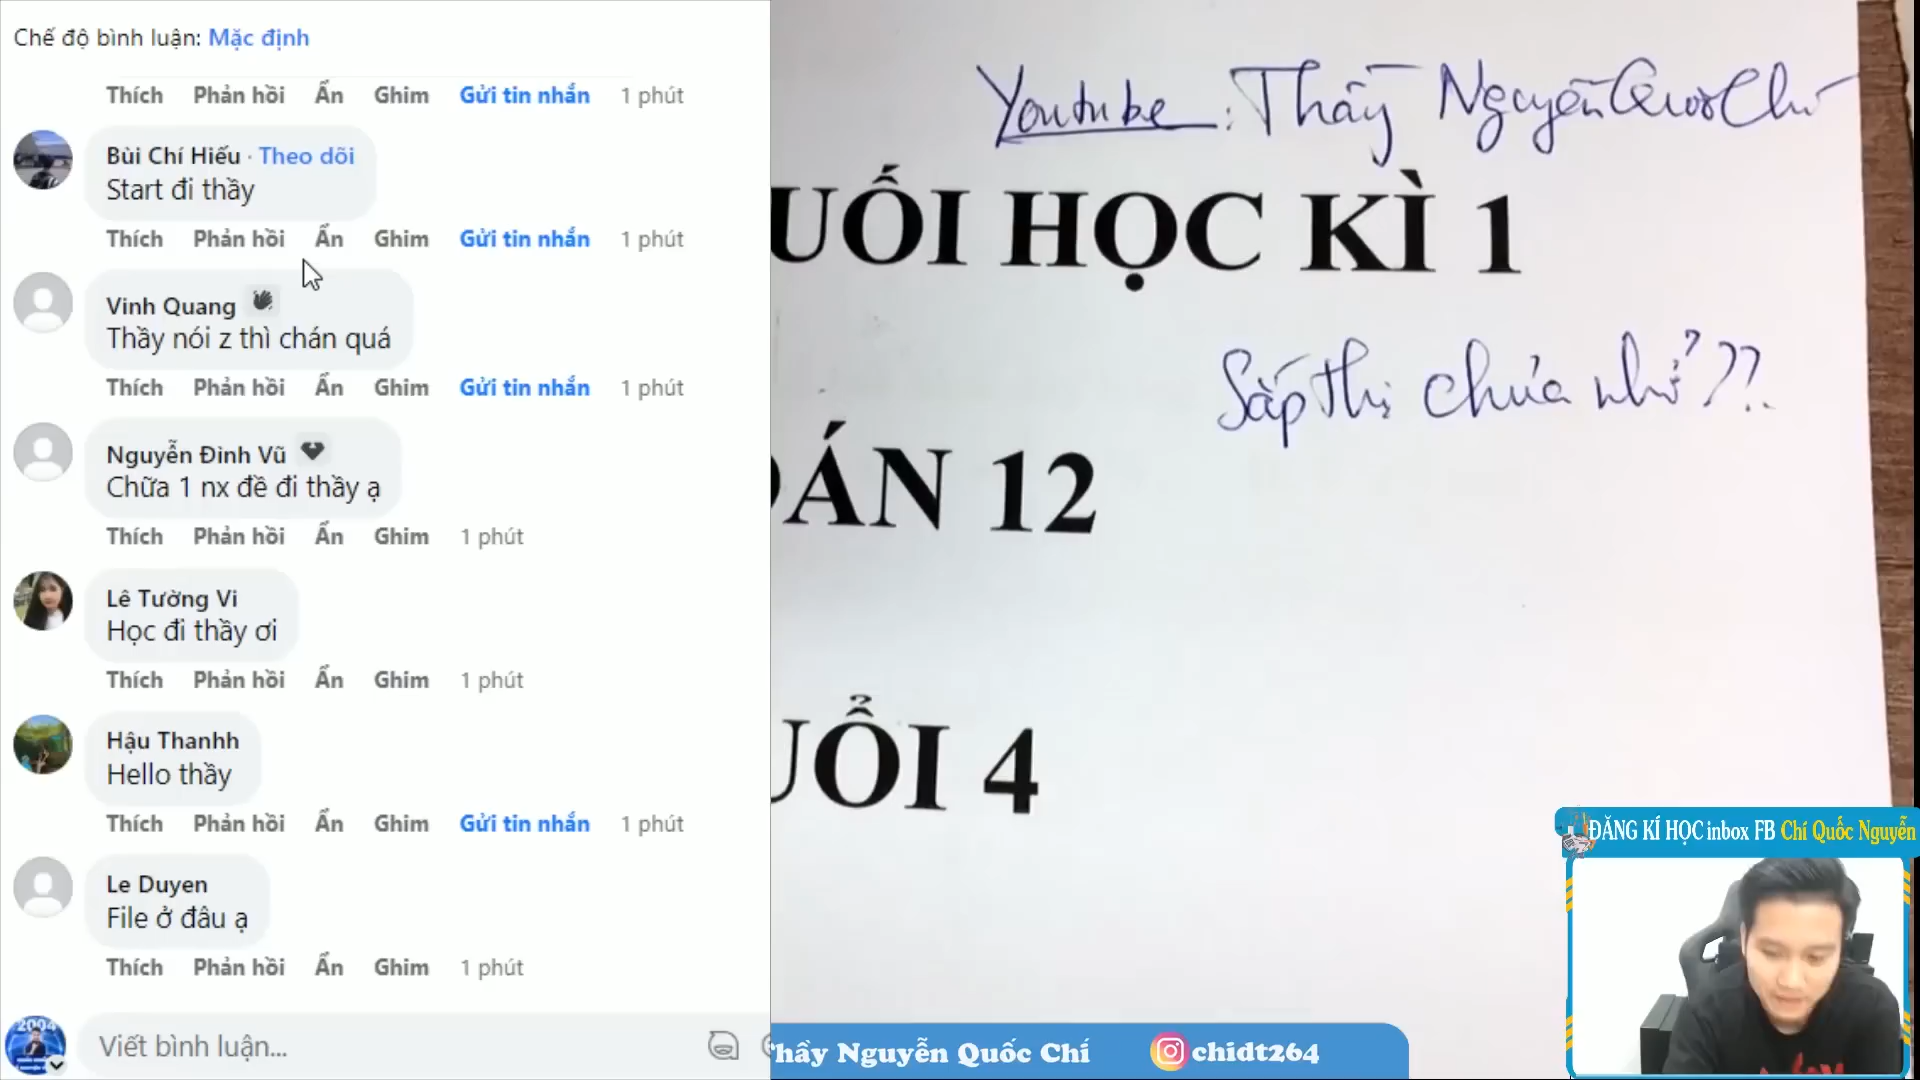 Chế độ bình luận: Mặc định
Thích Phản hồi Ẩn Ghim Gửi tin nhắn 1 phút
Bùi Chí Hiếu · Theo dõi
Start đi thầy
Thích Phản hồi Ẩn Ghim Gửi tin nhắn 1 phút
Vinh Quang
Thầy nói z thì chán quá
Thích Phản hồi Ẩn Ghim Gửi tin nhắn 1 phút
Nguyễn Đình Vũ
Chữa 1 nx đề đi thầy ạ
Thích Phản hồi Ẩn Ghim 1 phút
Lê Tường Vi
Học đi thầy ơi
Thích Phản hồi Ẩn Ghim 1 phút
Hậu Thanhh
Hello thầy
Thích Phản hồi Ẩn Ghim Gửi tin nhắn 1 phút
Le Duyen
File ở đâu ạ
Thích Phản hồi Ẩn Ghim 1 phút
2004
Viết bình luận...
Youtube: Thầy Nguyễn Quốc Chí
UỐI HỌC KÌ 1
Sắp thi chưa nhỉ??
OÁN 12
UỔI 4
ĐĂNG KÍ HỌC inbox FB Chí Quốc Nguyễn
Thầy Nguyễn Quốc Chí chidt264